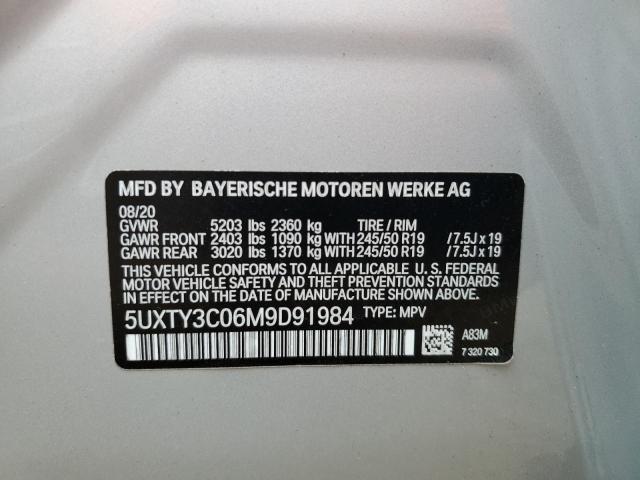 MFD BY BAYERISCHE MOTOREN WERKE AG
08/20
GVWR 5203 lbs 2360 kg TIRE / RIM
GAWR FRONT 2403 lbs 1090 kg WITH 245/50 R19 / 7.5J x 19
GAWR REAR 3020 lbs 1370 kg WITH 245/50 R19 / 7.5J x 19
THIS VEHICLE CONFORMS TO ALL APPLICABLE U. S. FEDERAL
MOTOR VEHICLE SAFETY, BUMPER, AND THEFT PREVENTION
STANDARDS IN EFFECT ON THE DATE OF MANUFACTURE SHOWN ABOVE.
5UXTY3C06M9D91984 TYPE: MPV
A83M
7 320 730